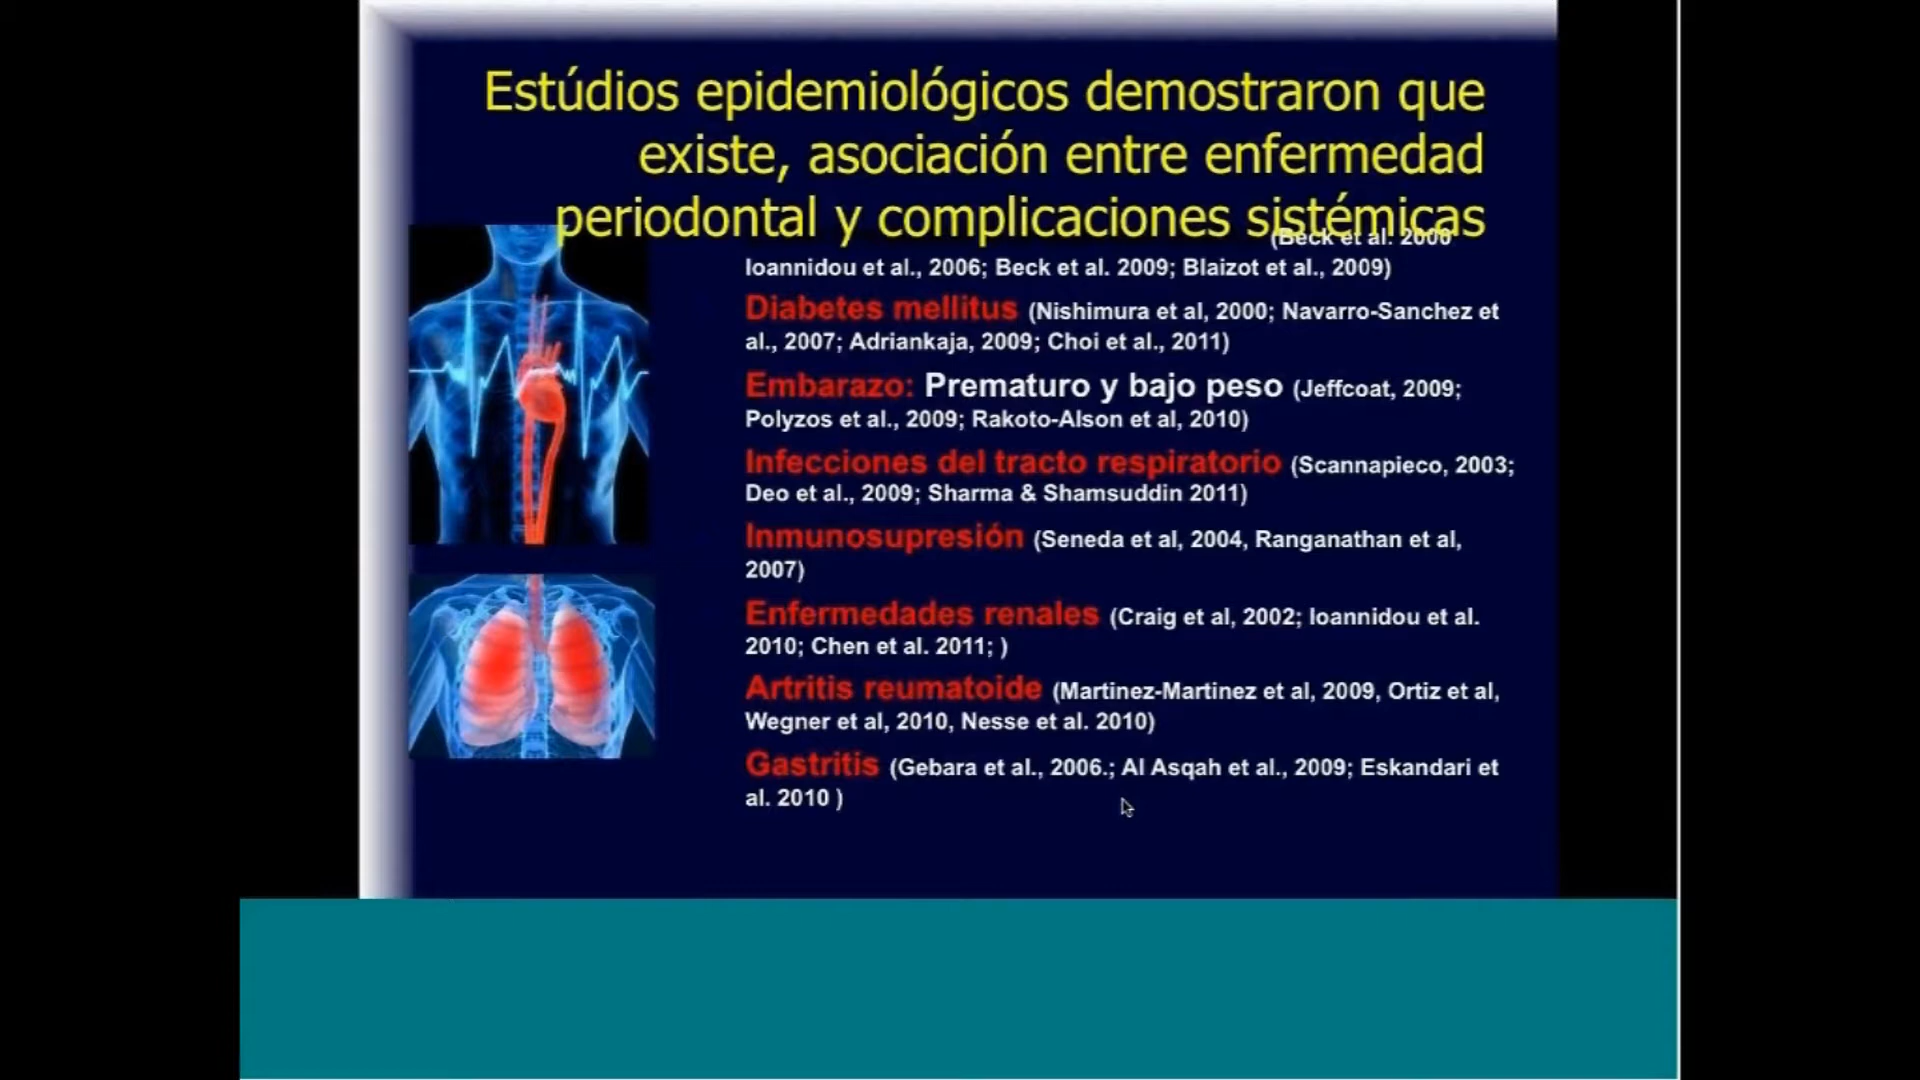 Estúdios epidemiológicos demostraron que
existe, asociación entre enfermedad
periodontal y complicaciones sistémicas
(Beck et al. 2000
Ioannidou et al., 2006; Beck et al. 2009; Blaizot et al., 2009)
Diabetes mellitus (Nishimura et al, 2000; Navarro-Sanchez et
al., 2007; Adriankaja, 2009; Choi et al., 2011)
Embarazo: Prematuro y bajo peso (Jeffcoat, 2009;
Polyzos et al., 2009; Rakoto-Alson et al, 2010)
Infecciones del tracto respiratorio (Scannapieco, 2003;
Deo et al., 2009; Sharma & Shamsuddin 2011)
Inmunosupresión (Seneda et al, 2004, Ranganathan et al,
2007)
Enfermedades renales (Craig et al, 2002; Ioannidou et al.
2010; Chen et al. 2011; )
Artritis reumatoide (Martinez-Martinez et al, 2009, Ortiz et al,
Wegner et al, 2010, Nesse et al. 2010)
Gastritis (Gebara et al., 2006.; Al Asqah et al., 2009; Eskandari et
al. 2010 )